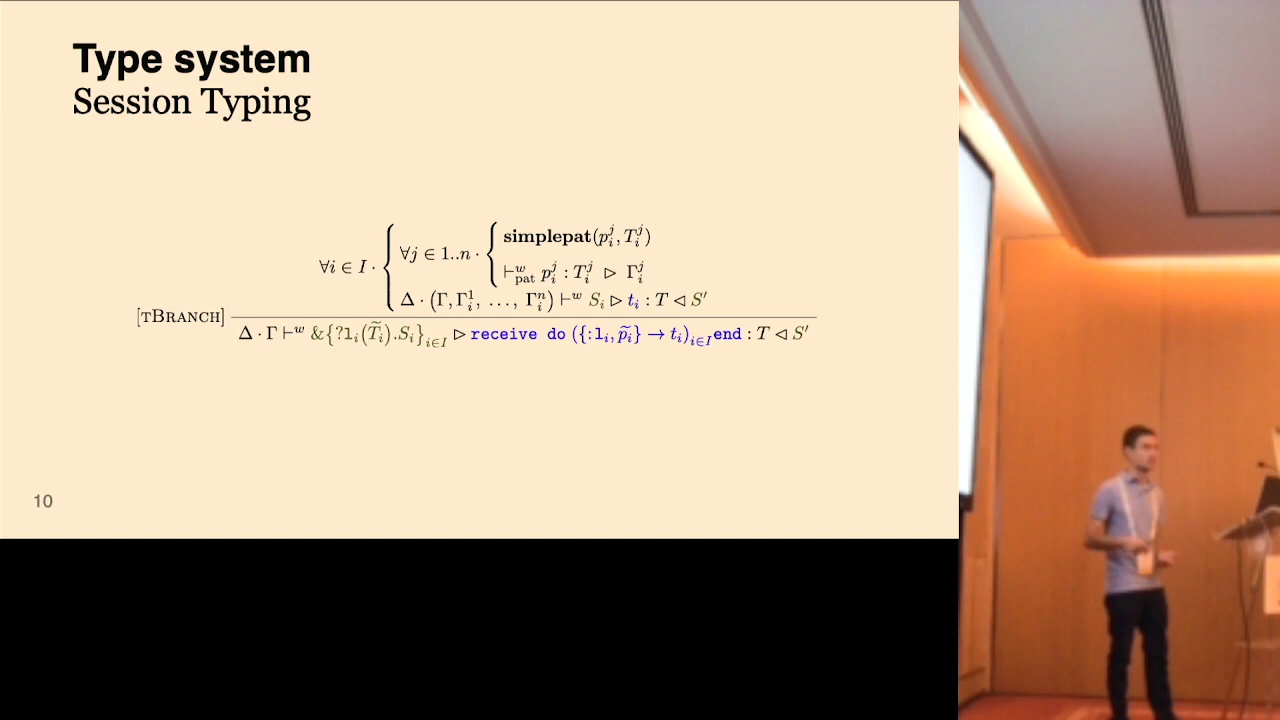 Type system
Session Typing
∀i ∈ I · { ∀j ∈ 1..n · { simplepat(p_i^j, T_i^j)
⊢_pat^w p_i^j : T_i^j ▷ Γ_i^j
Δ · (Γ, Γ_i^1, …, Γ_i^n) ⊢^w S_i ▷ t_i : T ◁ S′
[TBRANCH]
Δ · Γ ⊢^w &{?l_i(T̃_i).S_i}_{i∈I} ▷ receive do ({:l_i, p̃_i} → t_i)_{i∈I} end : T ◁ S′
10